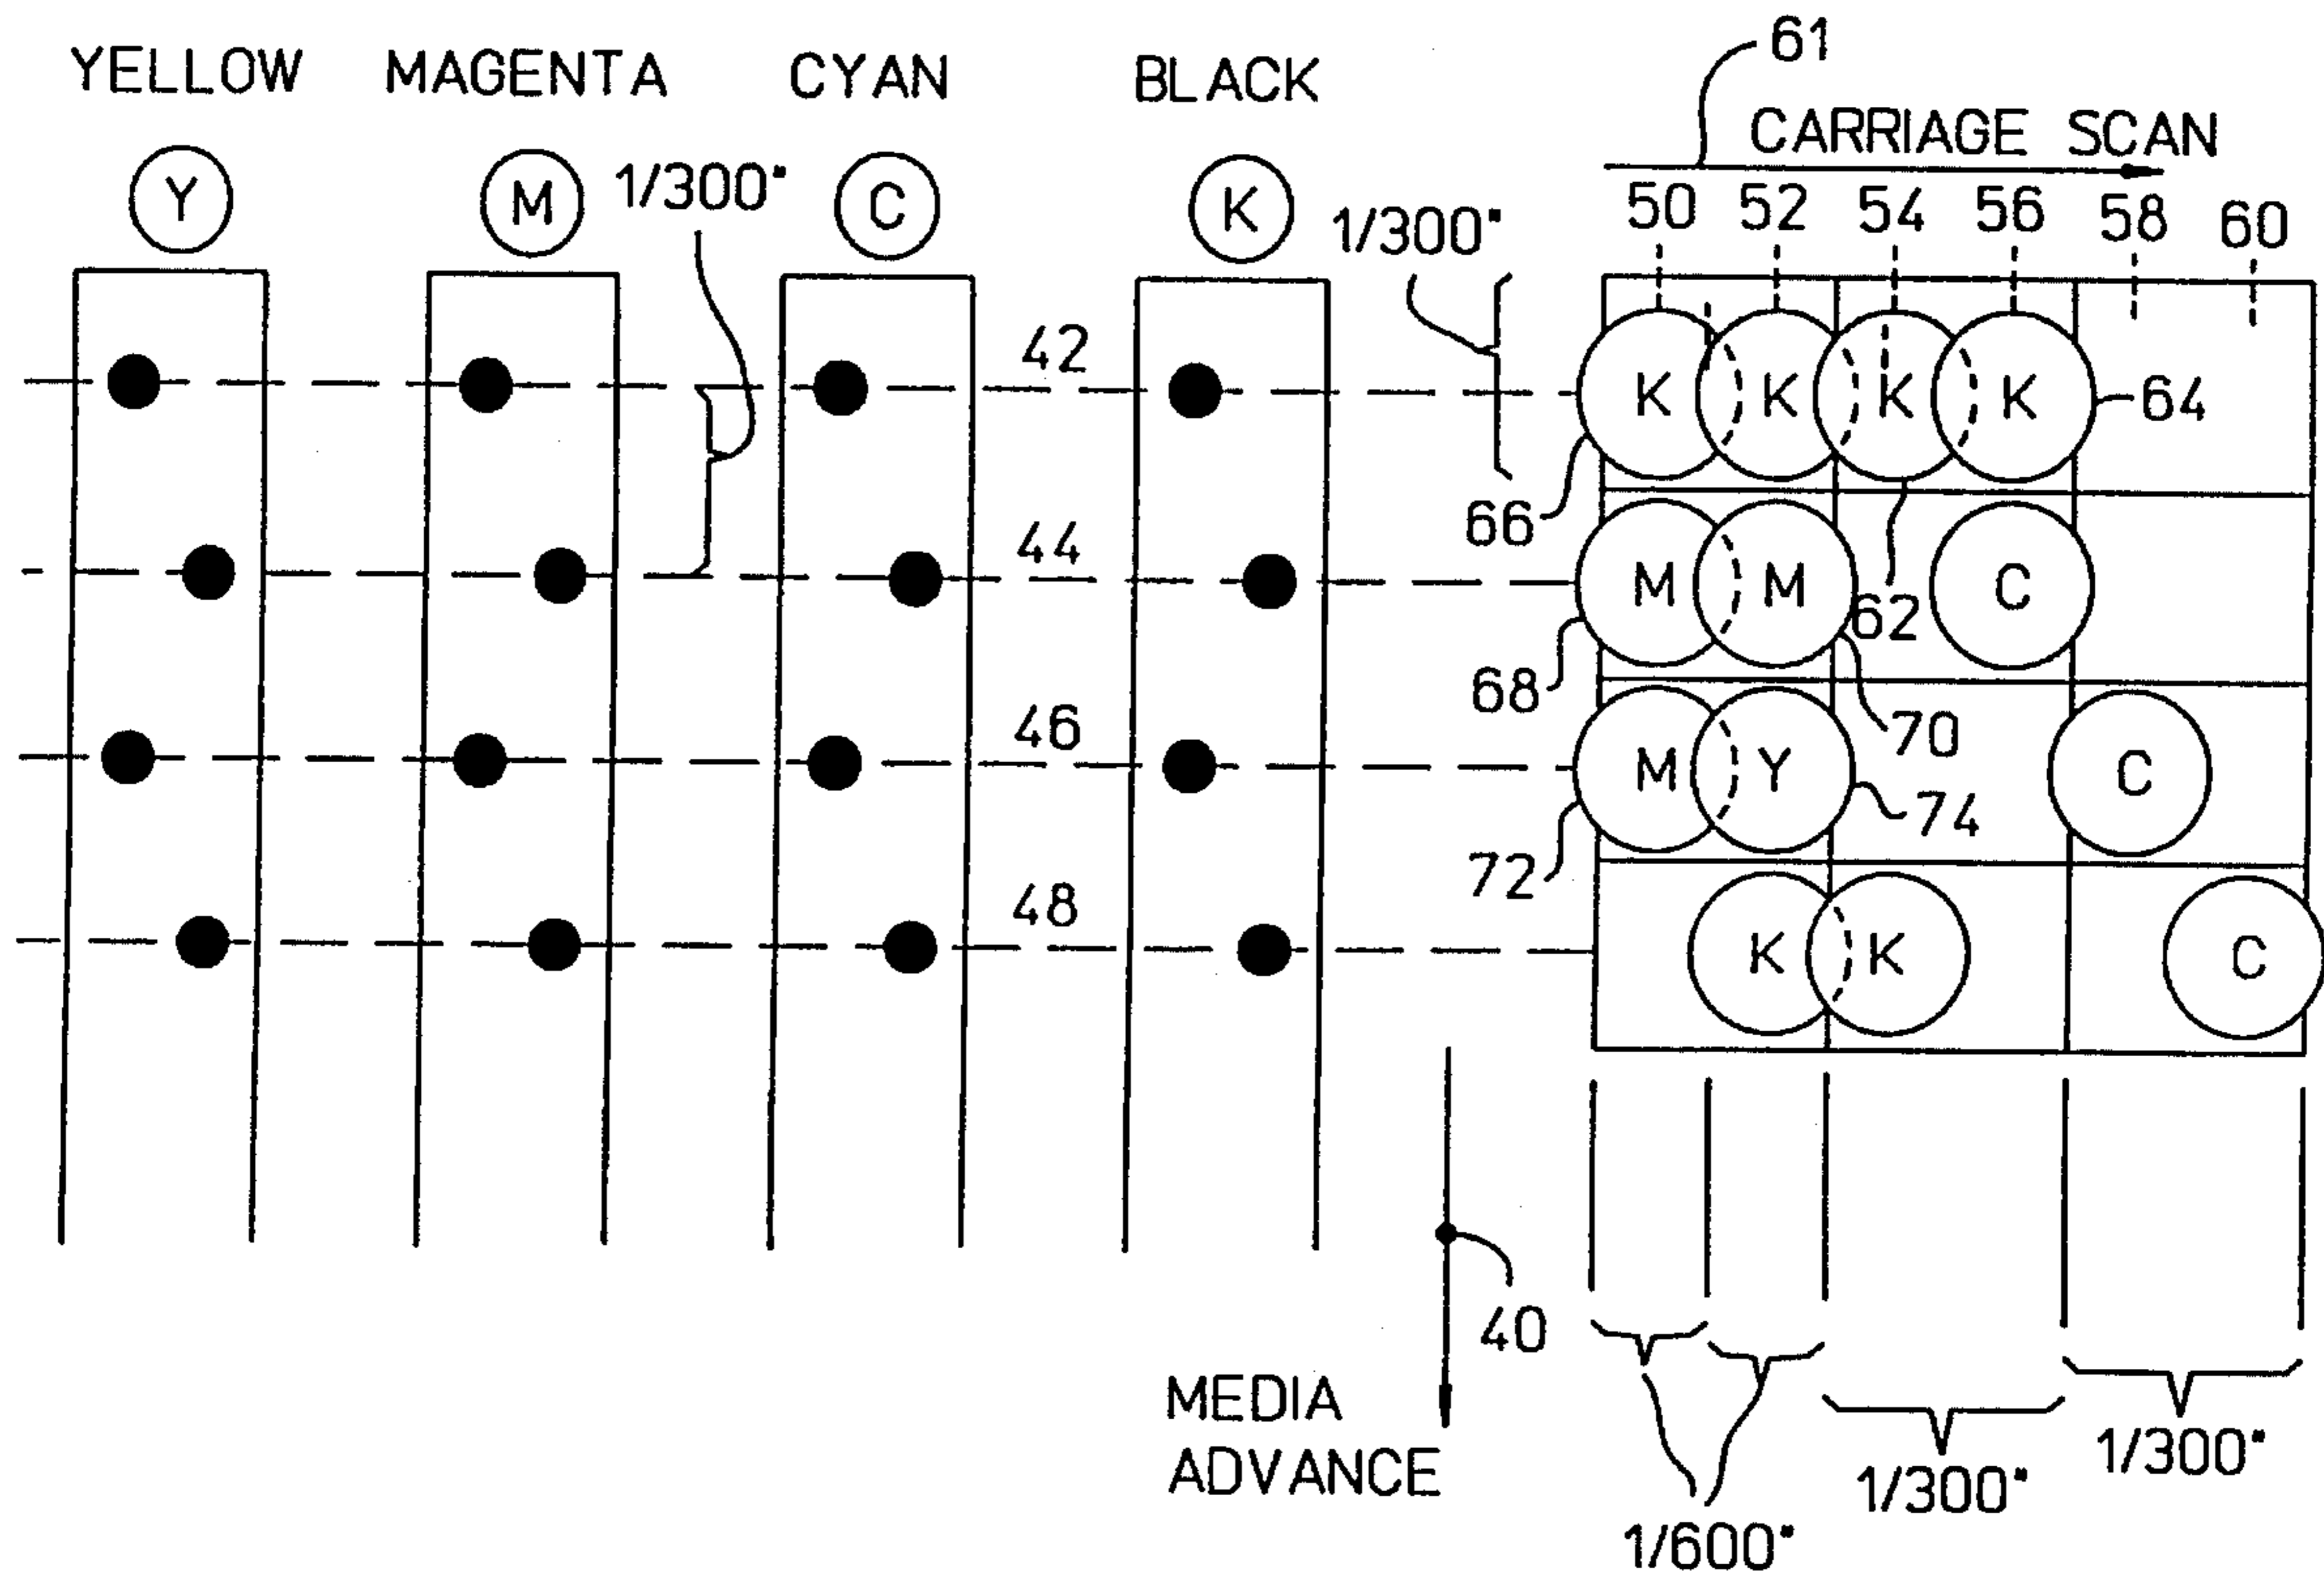 61
YELLOW MAGENTA CYAN BLACK
CARRIAGE SCAN
Y M 1/300" C K 1/300" 50 52 54 56 58 60
42 K K K K 64
66
44 M M C
62
68 70
46 M Y C
74
72
48 K K C
40
MEDIA
ADVANCE
1/300" 1/300"
1/600"